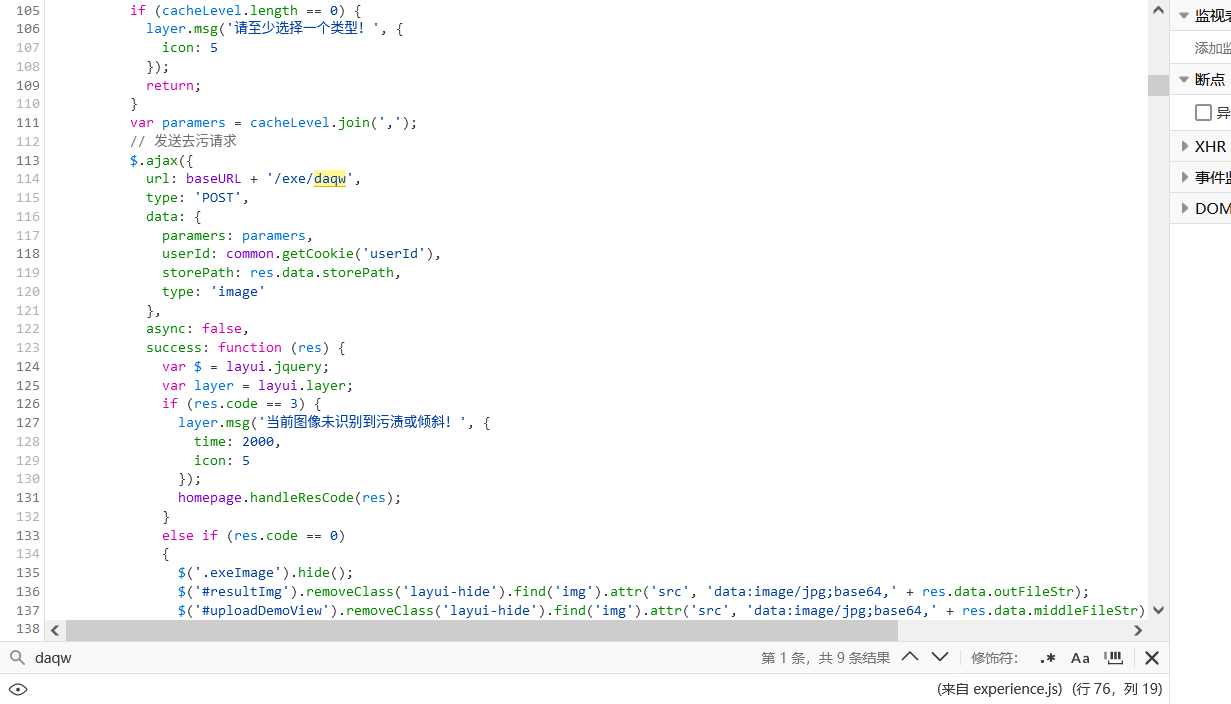 105 if (cacheLevel.length == 0) {
106 layer.msg('请至少选择一个类型！', {
107 icon: 5
108 });
109 return;
110 }
111 var paramers = cacheLevel.join(',');
112 // 发送去污请求
113 $.ajax({
114 url: baseURL + '/exe/daqw',
115 type: 'POST',
116 data: {
117 paramers: paramers,
118 userId: common.getCookie('userId'),
119 storePath: res.data.storePath,
120 type: 'image'
121 },
122 async: false,
123 success: function (res) {
124 var $ = layui.jquery;
125 var layer = layui.layer;
126 if (res.code == 3) {
127 layer.msg('当前图像未识别到污渍或倾斜！', {
128 time: 2000,
129 icon: 5
130 });
131 homepage.handleResCode(res);
132 }
133 else if (res.code == 0)
134 {
135 $('.exeImage').hide();
136 $('#resultImg').removeClass('layui-hide').find('img').attr('src', 'data:image/jpg;base64,' + res.data.outFileStr);
137 $('#uploadDemoView').removeClass('layui-hide').find('img').attr('src', 'data:image/jpg;base64,' + res.data.middleFileStr)
138
daqw 第 1 条，共 9 条结果 修饰符： .* Aa
(来自 experience.js) (行 76，列 19)
监视
添加
断点
异
XHR
事件
DOM